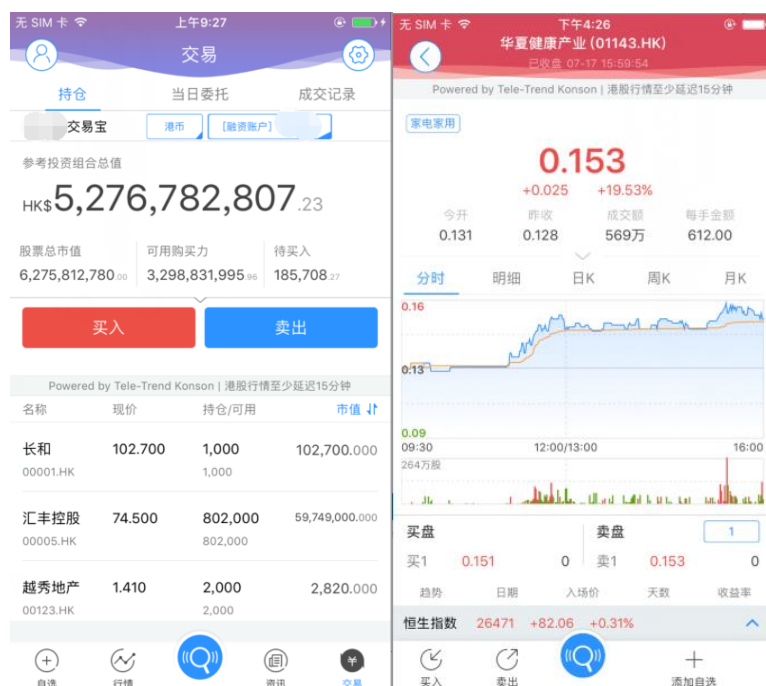 无 SIM 卡
上午9:27
交易
持仓
当日委托
成交记录
交易宝
港币
[融资账户]
参考投资组合总值
HK$5,276,782,807.23
股票总市值
可用购买力
待买入
6,275,812,780.00
3,298,831,995.96
185,708.27
买入
卖出
Powered by Tele-Trend Konson | 港股行情至少延迟15分钟
名称
现价
持仓/可用
市值
长和
102.700
1,000
102,700.000
00001.HK
1,000
汇丰控股
74.500
802,000
59,749,000.000
00005.HK
802,000
越秀地产
1.410
2,000
2,820.000
00123.HK
2,000
自选
行情
资讯
交易
无 SIM 卡
下午4:26
华夏健康产业 (01143.HK)
已收盘 07-17 15:59:54
Powered by Tele-Trend Konson | 港股行情至少延迟15分钟
家电家用
0.153
+0.025
+19.53%
今开
昨收
成交额
每手金额
0.131
0.128
569万
612.00
分时
明细
日K
周K
月K
0.16
0.13
0.09
09:30
12:00/13:00
16:00
264万股
买盘
卖盘
1
买1
0.151
0
卖1
0.153
0
趋势
日期
入场价
天数
收益率
恒生指数
26471
+82.06
+0.31%
买入
卖出
添加自选